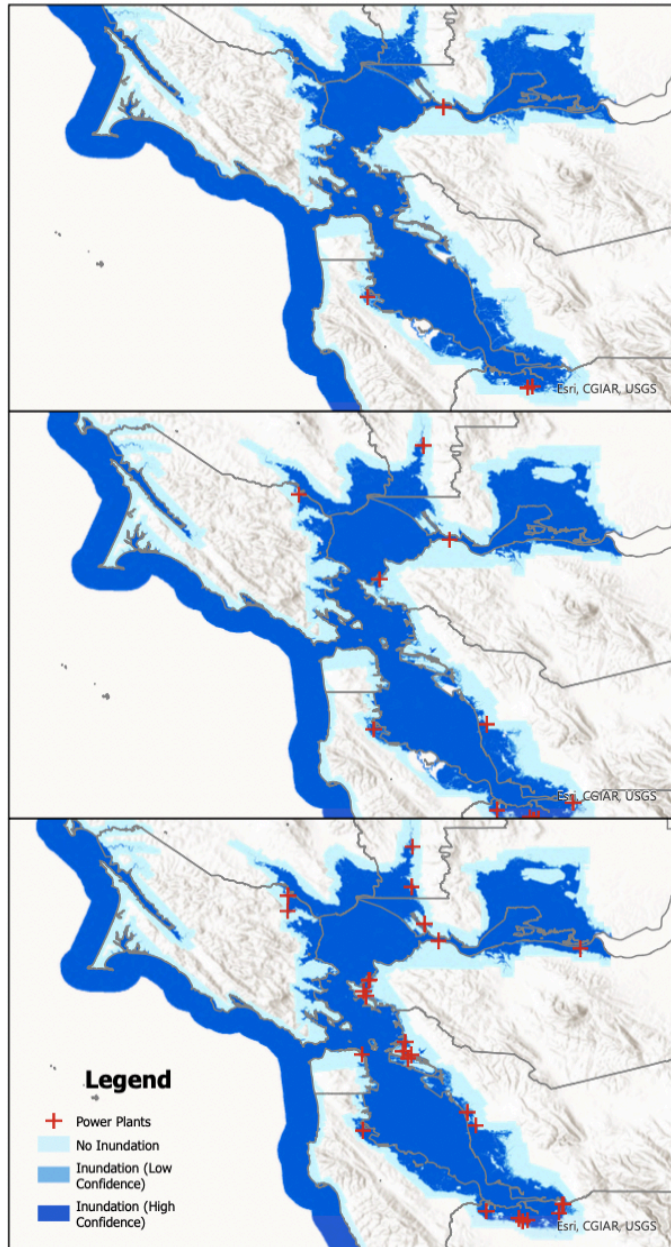 Esri, CGIAR, USGS
Esri, CGIAR, USGS
Legend
Power Plants
No Inundation
Inundation (Low
Confidence)
Inundation (High
Confidence)
Esri, CGIAR, USGS